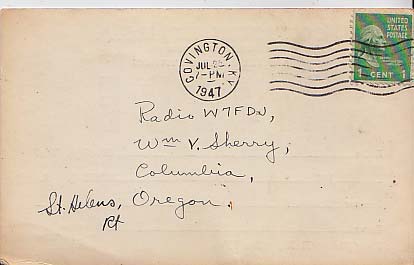 COVINGTON, KY.
JUL 25
7-PM
1947
UNITED
STATES
POSTAGE
1 CENT 1
Radio W7FDJ,
Wm V. Sherry,
Columbia,
St. Helens, Oregon.
Rt